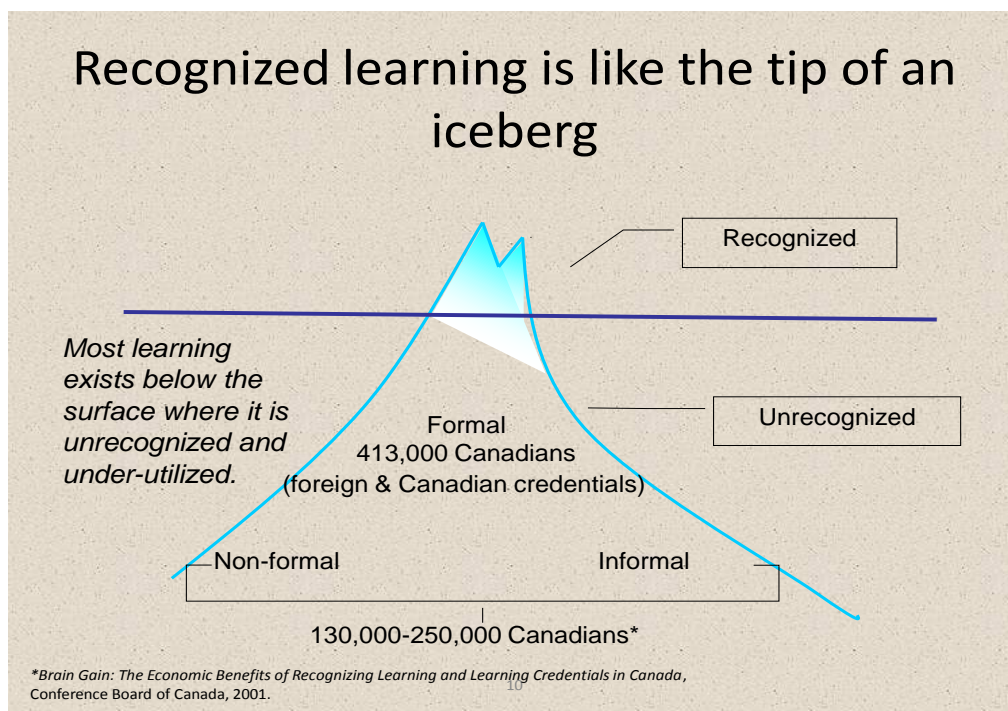 Recognized learning is like the tip of an
iceberg
Recognized
Most learning
exists below the
surface where it is
unrecognized and
under-utilized.
Unrecognized
Formal
413,000 Canadians
(foreign & Canadian credentials)
Non-formal
Informal
130,000-250,000 Canadians*
*Brain Gain: The Economic Benefits of Recognizing Learning and Learning Credentials in Canada,
Conference Board of Canada, 2001.
10